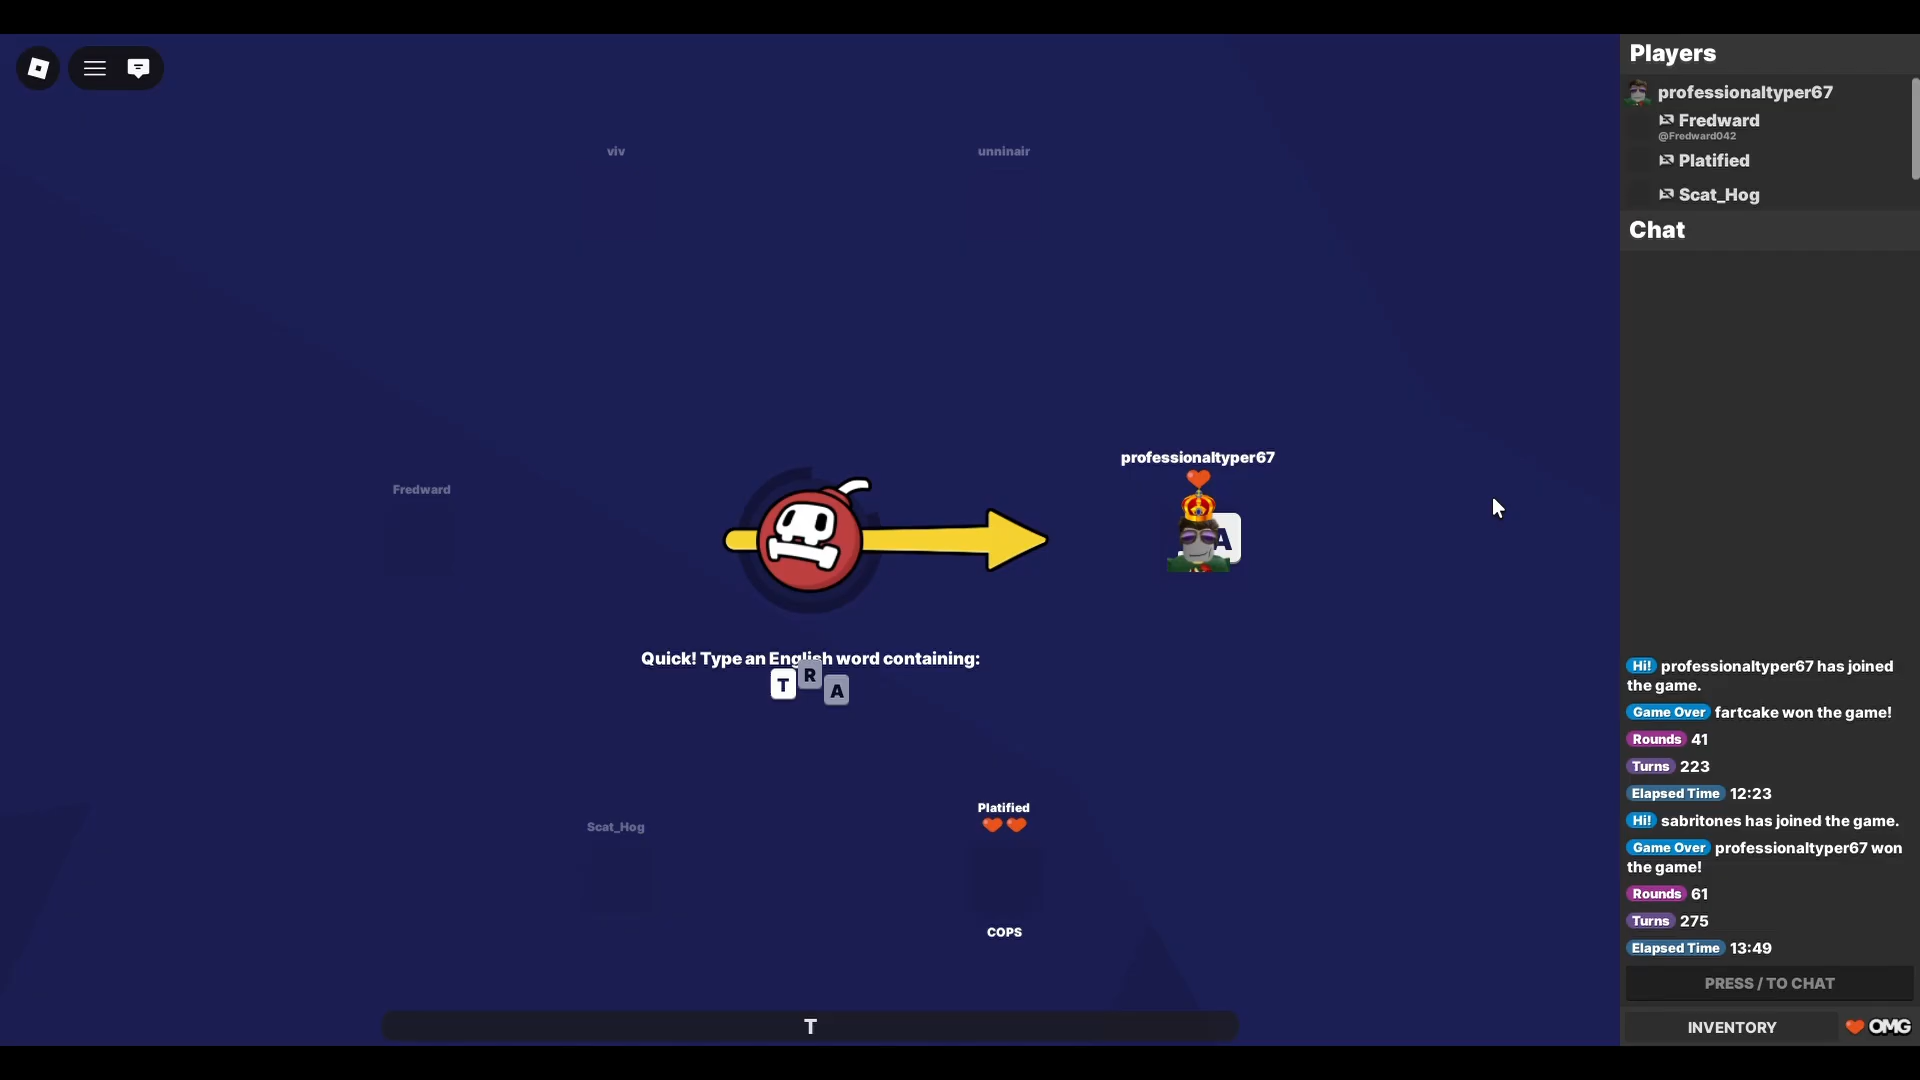 Players
professionaltyper67
Fredward
@Fredward042
Platified
Scat_Hog
Chat
viv
unninair
professionaltyper67
A
Fredward
Quick! Type an English word containing:
T R A
Platified
Scat_Hog
COPS
T
Hi! professionaltyper67 has joined
the game.
Game Over fartcake won the game!
Rounds 41
Turns 223
Elapsed Time 12:23
Hi! sabritones has joined the game.
Game Over professionaltyper67 won
the game!
Rounds 61
Turns 275
Elapsed Time 13:49
PRESS / TO CHAT
INVENTORY
OMG